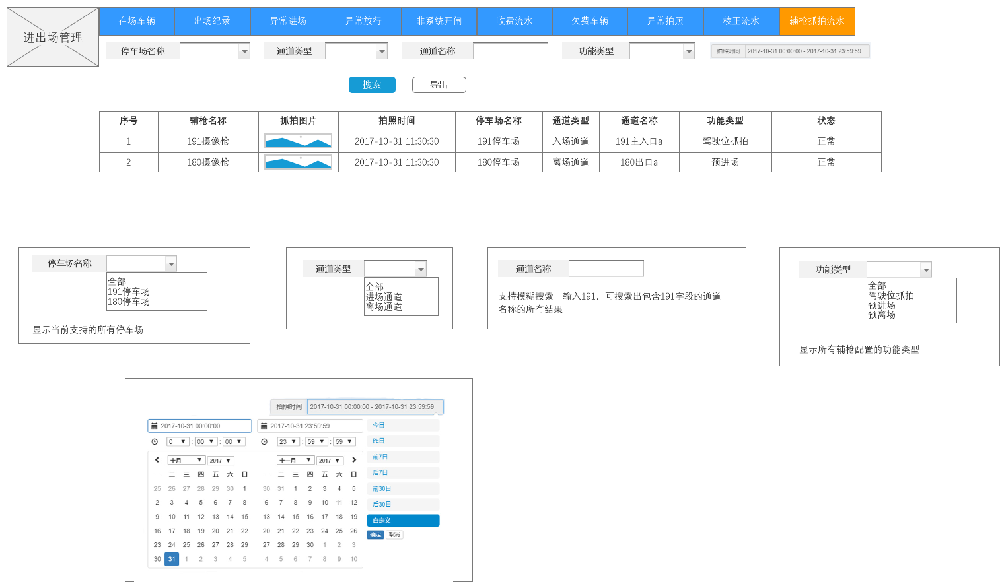 进出场管理
在场车辆 出场纪录 异常进场 异常放行 非系统开闸 收费流水 欠费车辆 异常拍照 校正流水 辅枪抓拍流水
停车场名称 通道类型 通道名称 功能类型 拍照时间 2017-10-31 00:00:00 - 2017-10-31 23:59:59
搜索 导出
序号 辅枪名称 抓拍图片 拍照时间 停车场名称 通道类型 通道名称 功能类型 状态
1 191摄像枪 2017-10-31 11:30:30 191停车场 入场通道 191主入口a 驾驶位抓拍 正常
2 180摄像枪 2017-10-31 11:30:30 180停车场 离场通道 180出口a 预进场 正常
停车场名称
全部
191停车场
180停车场
显示当前支持的所有停车场
通道类型
全部
进场通道
离场通道
通道名称
支持模糊搜索，输入191，可搜索出包含191字段的通道
名称的所有结果
功能类型
全部
驾驶位抓拍
预进场
预离场
显示所有辅枪配置的功能类型
拍照时间 2017-10-31 00:00:00 - 2017-10-31 23:59:59
2017-10-31 00:00:00 2017-10-31 23:59:59 今日
0 : 00 : 00 23 : 59 : 59 昨日
十月 2017 十一月 2017 前7日
一 二 三 四 五 六 日 一 二 三 四 五 六 日 后7日
25 26 27 28 29 30 1 30 31 1 2 3 4 5 前30日
2 3 4 5 6 7 8 6 7 8 9 10 11 12 后30日
9 10 11 12 13 14 15 13 14 15 16 17 18 19 自定义
16 17 18 19 20 21 22 20 21 22 23 24 25 26 确定 取消
23 24 25 26 27 28 29 27 28 29 30 1 2 3
30 31 1 2 3 4 5 4 5 6 7 8 9 10